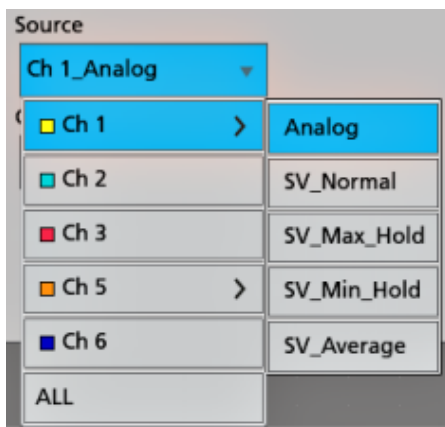 Source
Ch 1_Analog
Ch 1
Analog
Ch 2
SV_Normal
Ch 3
SV_Max_Hold
Ch 5
SV_Min_Hold
Ch 6
SV_Average
ALL